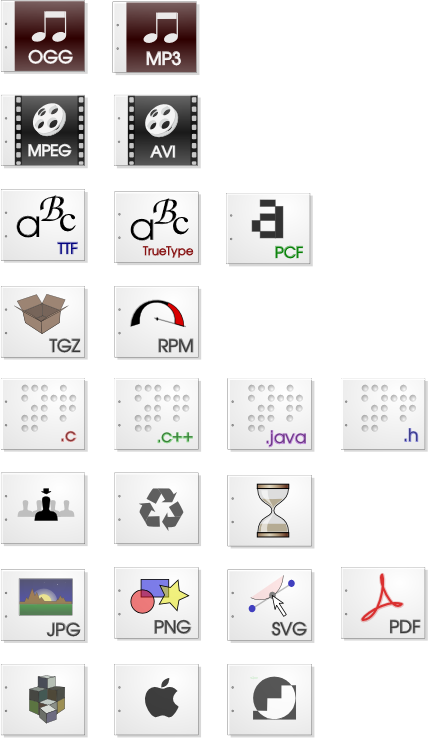 OGG
MP3
MPEG
AVI
aBc
TTF
aBc
TrueType
a
PCF
TGZ
RPM
.c
.c++
.java
.h
JPG
PNG
SVG
PDF